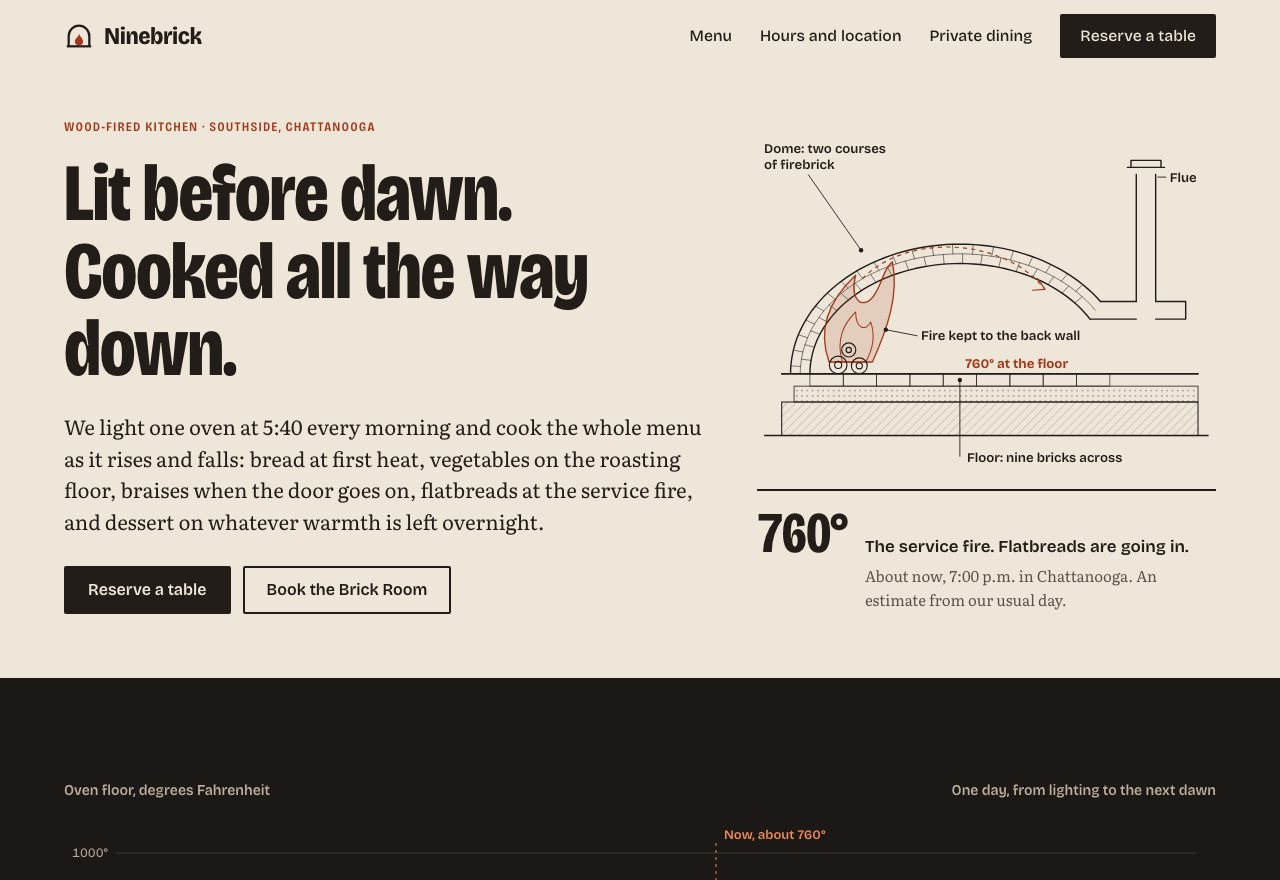 Ninebrick
Menu
Hours and location
Private dining
Reserve a table
WOOD-FIRED KITCHEN · SOUTHSIDE, CHATTANOOGA
Lit before dawn.
Cooked all the way
down.
We light one oven at 5:40 every morning and cook the whole menu
as it rises and falls: bread at first heat, vegetables on the roasting
floor, braises when the door goes on, flatbreads at the service fire,
and dessert on whatever warmth is left overnight.
Reserve a table
Book the Brick Room
Dome: two courses
of firebrick
Flue
Fire kept to the back wall
760° at the floor
Floor: nine bricks across
760°
The service fire. Flatbreads are going in.
About now, 7:00 p.m. in Chattanooga. An
estimate from our usual day.
Oven floor, degrees Fahrenheit
One day, from lighting to the next dawn
Now, about 760°
1000°